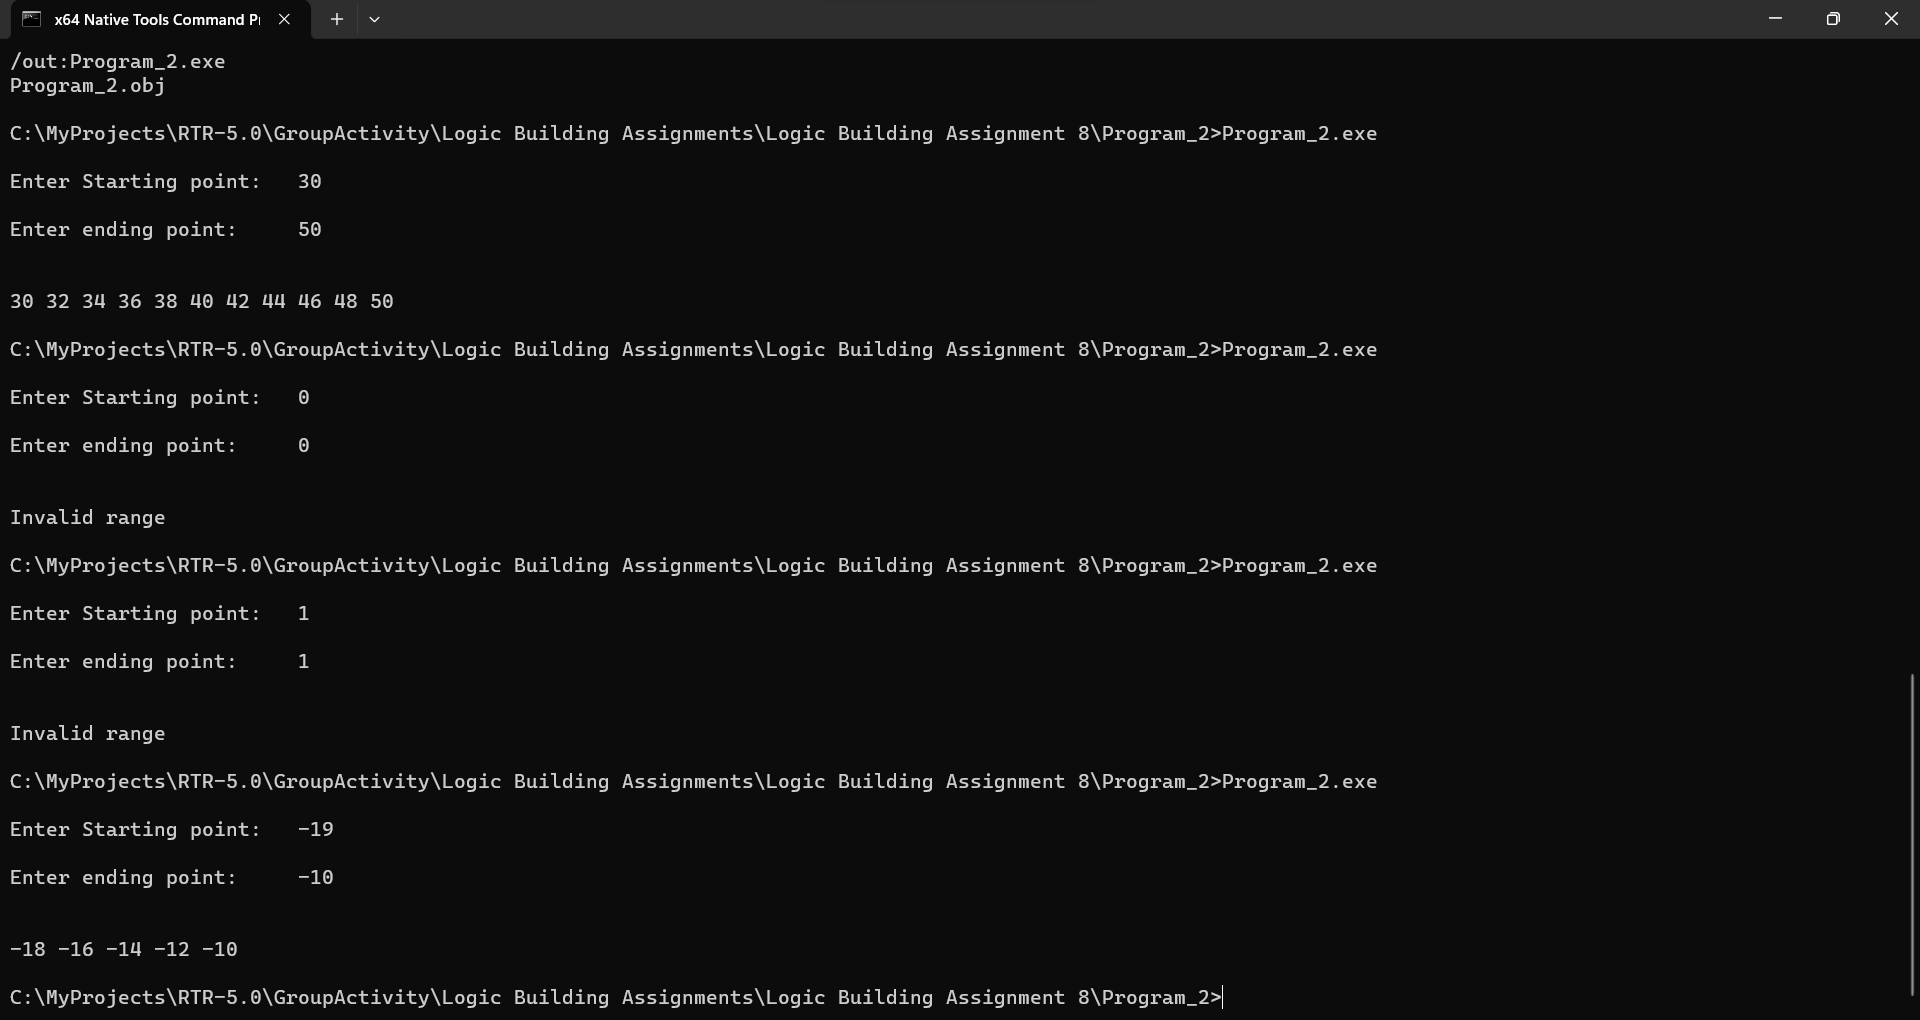 x64 Native Tools Command Pr
/out:Program_2.exe
Program_2.obj
C:\MyProjects\RTR-5.0\GroupActivity\Logic Building Assignments\Logic Building Assignment 8\Program_2>Program_2.exe
Enter Starting point:   30
Enter ending point:     50
30 32 34 36 38 40 42 44 46 48 50
C:\MyProjects\RTR-5.0\GroupActivity\Logic Building Assignments\Logic Building Assignment 8\Program_2>Program_2.exe
Enter Starting point:   0
Enter ending point:     0
Invalid range
C:\MyProjects\RTR-5.0\GroupActivity\Logic Building Assignments\Logic Building Assignment 8\Program_2>Program_2.exe
Enter Starting point:   1
Enter ending point:     1
Invalid range
C:\MyProjects\RTR-5.0\GroupActivity\Logic Building Assignments\Logic Building Assignment 8\Program_2>Program_2.exe
Enter Starting point:   -19
Enter ending point:     -10
-18 -16 -14 -12 -10
C:\MyProjects\RTR-5.0\GroupActivity\Logic Building Assignments\Logic Building Assignment 8\Program_2>